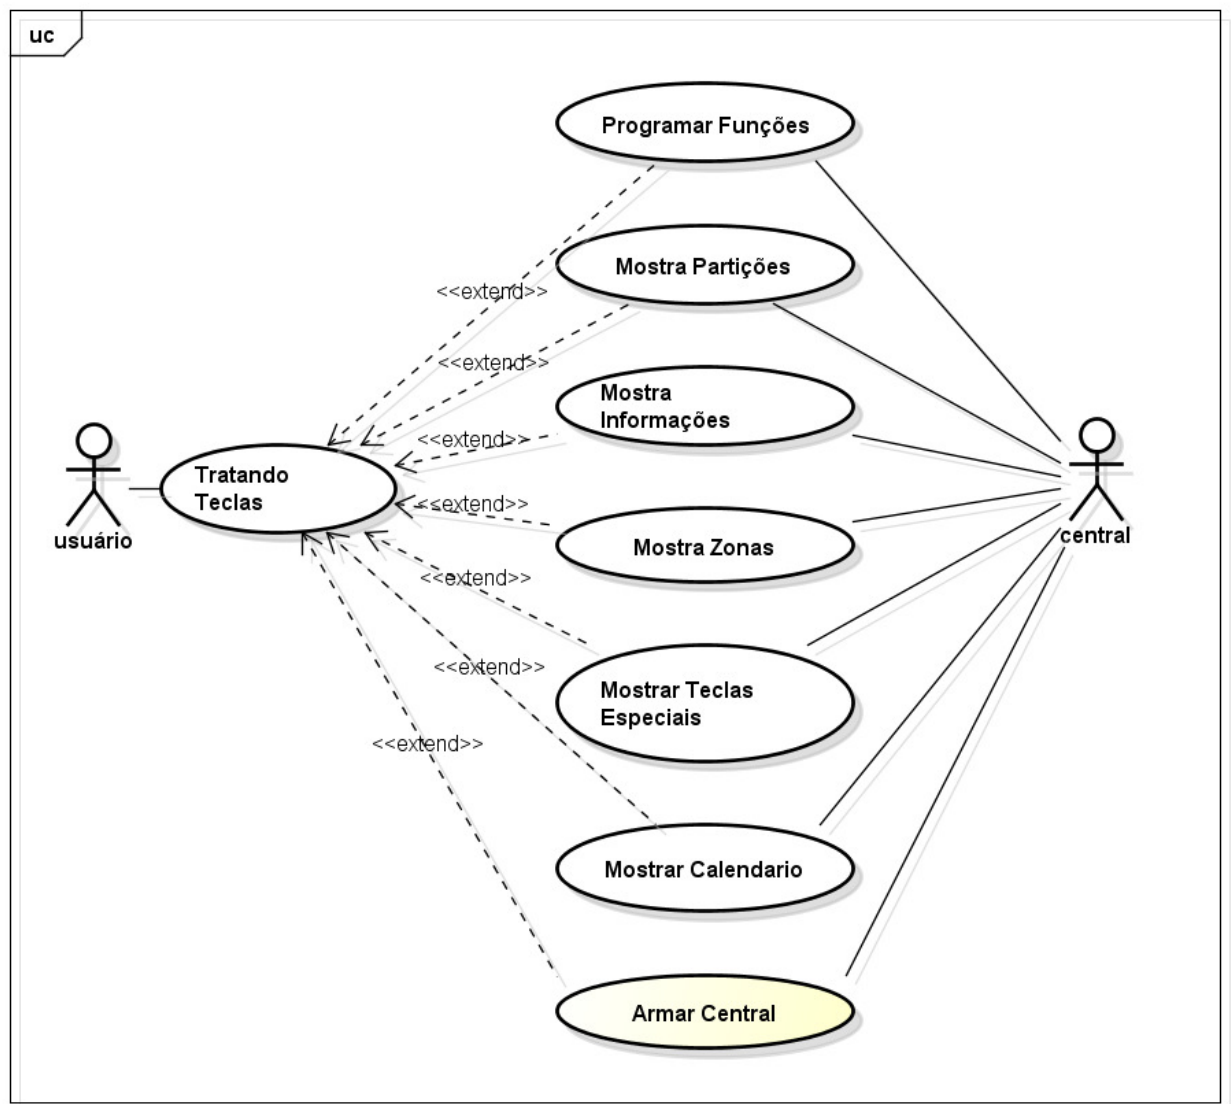 uc
Programar Funções
Mostra Partições
<<extend>>
<<extend>>
Mostra
Informações
<<extend>>
Tratando
Teclas
usuário
<<extend>>
central
Mostra Zonas
<<extend>>
<<extend>>
Mostrar Teclas
Especiais
<<extend>>
Mostrar Calendario
Armar Central